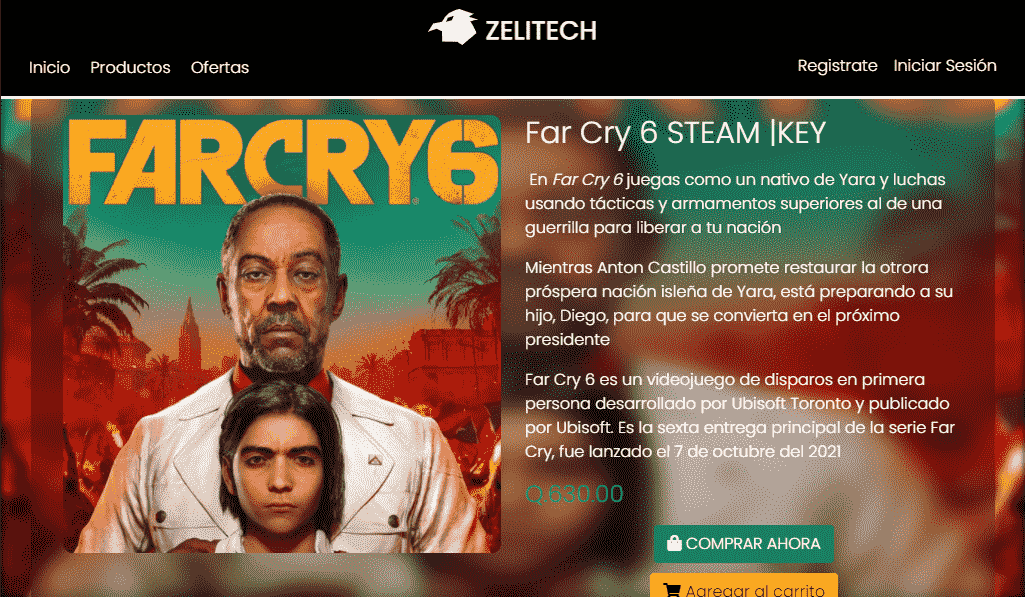 ZELITECH
Inicio Productos Ofertas
Registrate Iniciar Sesión
FARCRY6
Far Cry 6 STEAM |KEY
En Far Cry 6 juegas como un nativo de Yara y luchas
usando tácticas y armamentos superiores al de una
guerrilla para liberar a tu nación
Mientras Anton Castillo promete restaurar la otrora
próspera nación isleña de Yara, está preparando a su
hijo, Diego, para que se convierta en el próximo
presidente
Far Cry 6 es un videojuego de disparos en primera
persona desarrollado por Ubisoft Toronto y publicado
por Ubisoft. Es la sexta entrega principal de la serie Far
Cry, fue lanzado el 7 de octubre del 2021
Q.630.00
COMPRAR AHORA
Agregar al carrito